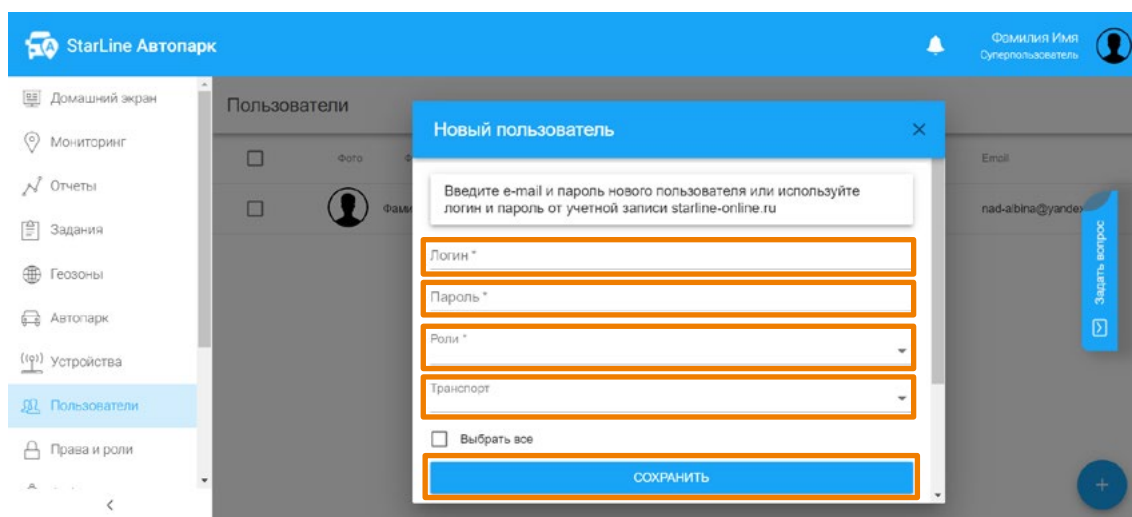 StarLine Автопарк
Фамилия Имя
Суперпользователь
Домашний экран
Мониторинг
Отчеты
Задания
Геозоны
Автопарк
Устройства
Пользователи
Права и роли
Пользователи
Фото
Email
nad-albina@yandex
Новый пользователь
Введите e-mail и пароль нового пользователя или используйте
логин и пароль от учетной записи starline-online.ru
Логин *
Пароль *
Роли *
Транспорт
Выбрать все
СОХРАНИТЬ
Задать вопрос